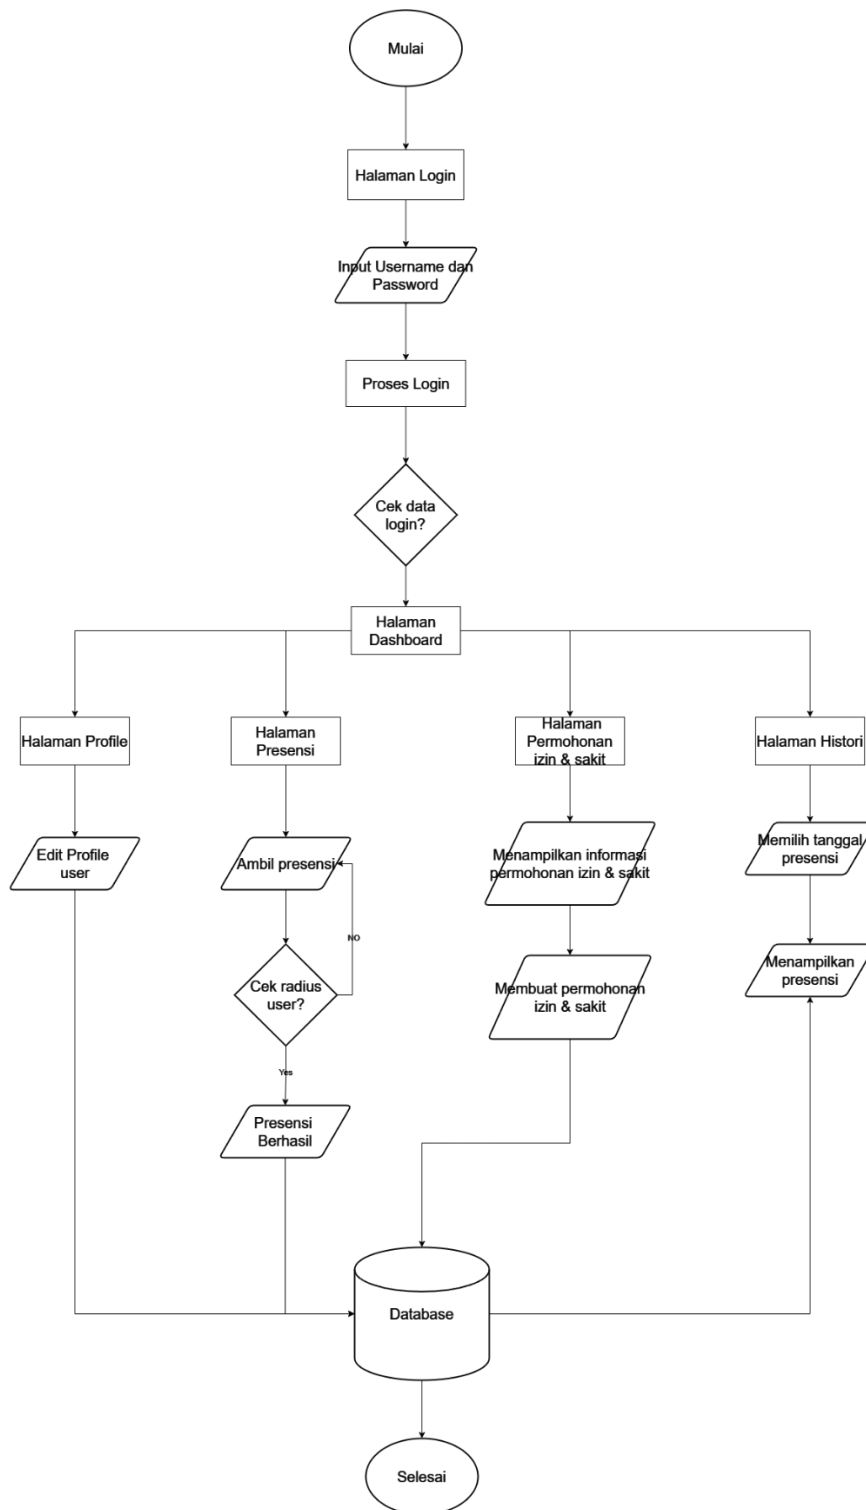 Mulai
Halaman Login
Input Username dan
Password
Proses Login
Cek data
login?
Halaman
Dashboard
Halaman Profile
Halaman
Presensi
Halaman
Permohonan
izin & sakit
Halaman Histori
Edit Profile
user
Ambil presensi
Menampilkan informasi
permohonan izin & sakit
Memilih tanggal
presensi
NO
Cek radius
user?
Membuat permohonan
izin & sakit
Menampilkan
presensi
Yes
Presensi
Berhasil
Database
Selesai